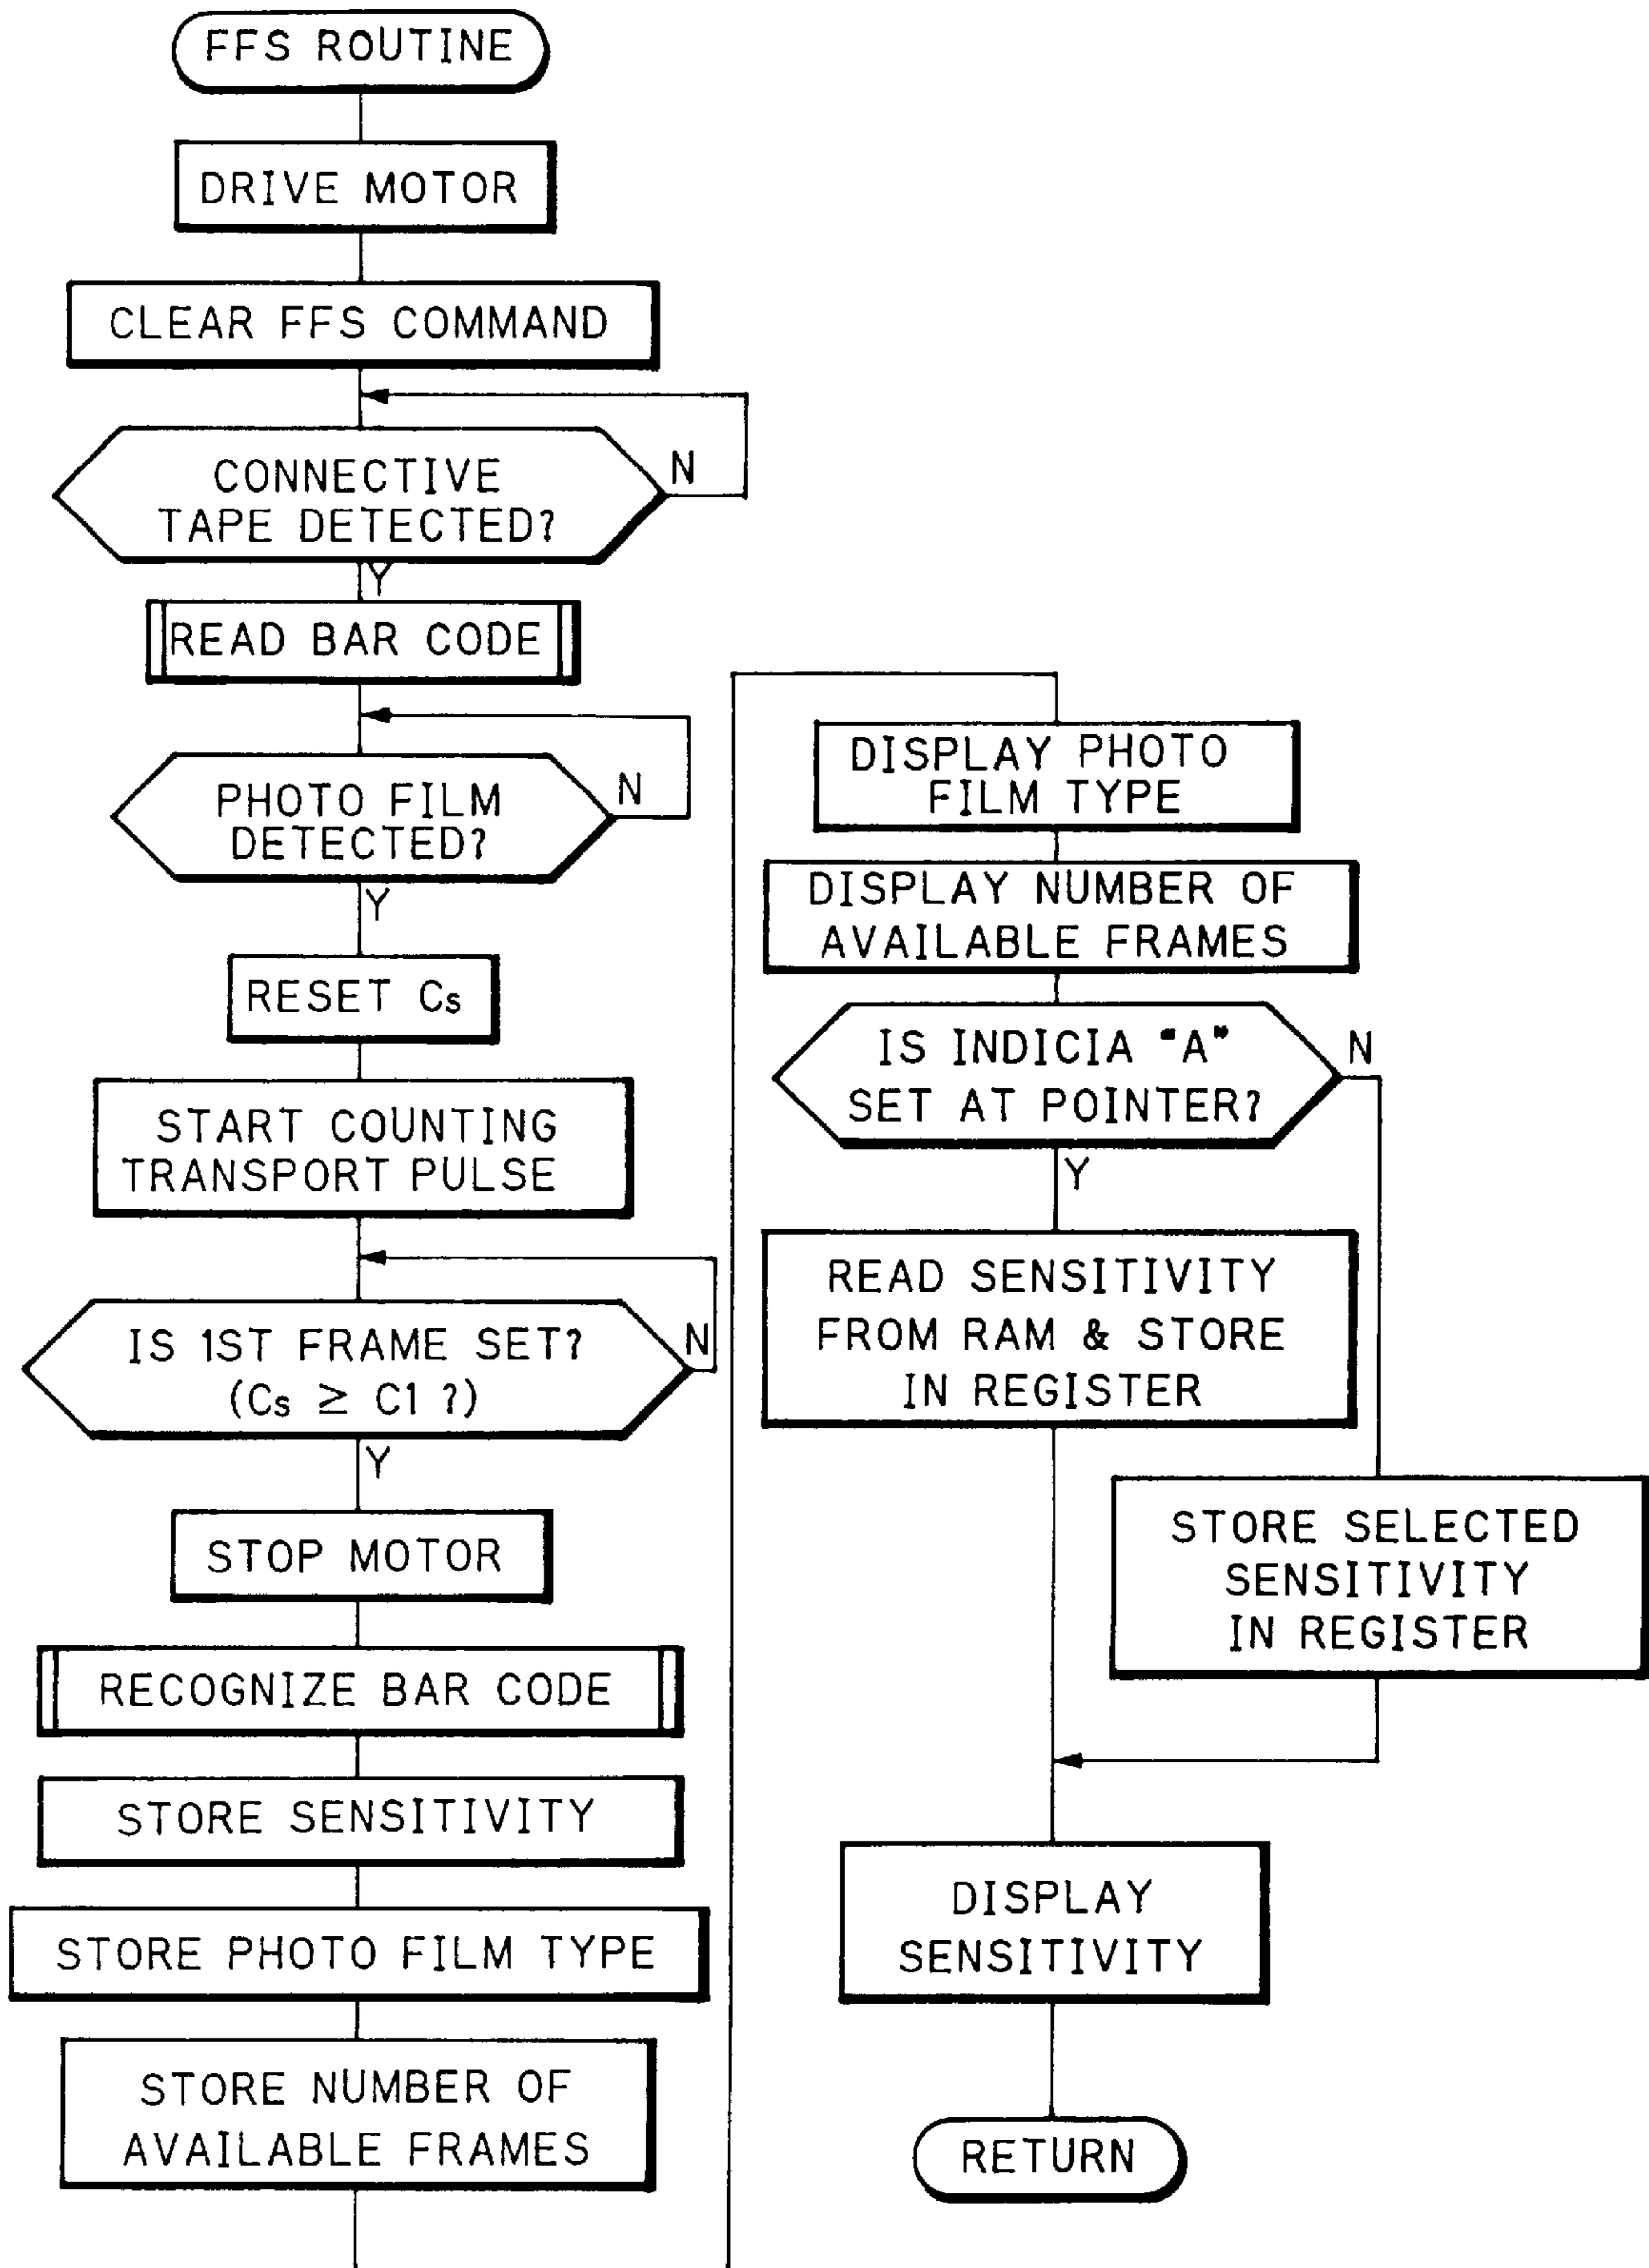 FFS ROUTINE
DRIVE MOTOR
CLEAR FFS COMMAND
CONNECTIVE
TAPE DETECTED?
N
Y
READ BAR CODE
PHOTO FILM
DETECTED?
N
Y
RESET Cs
START COUNTING
TRANSPORT PULSE
IS 1ST FRAME SET?
(Cs ≥ C1 ?)
N
Y
STOP MOTOR
RECOGNIZE BAR CODE
STORE SENSITIVITY
STORE PHOTO FILM TYPE
STORE NUMBER OF
AVAILABLE FRAMES
DISPLAY PHOTO
FILM TYPE
DISPLAY NUMBER OF
AVAILABLE FRAMES
IS INDICIA "A"
SET AT POINTER?
N
Y
READ SENSITIVITY
FROM RAM & STORE
IN REGISTER
STORE SELECTED
SENSITIVITY
IN REGISTER
DISPLAY
SENSITIVITY
RETURN